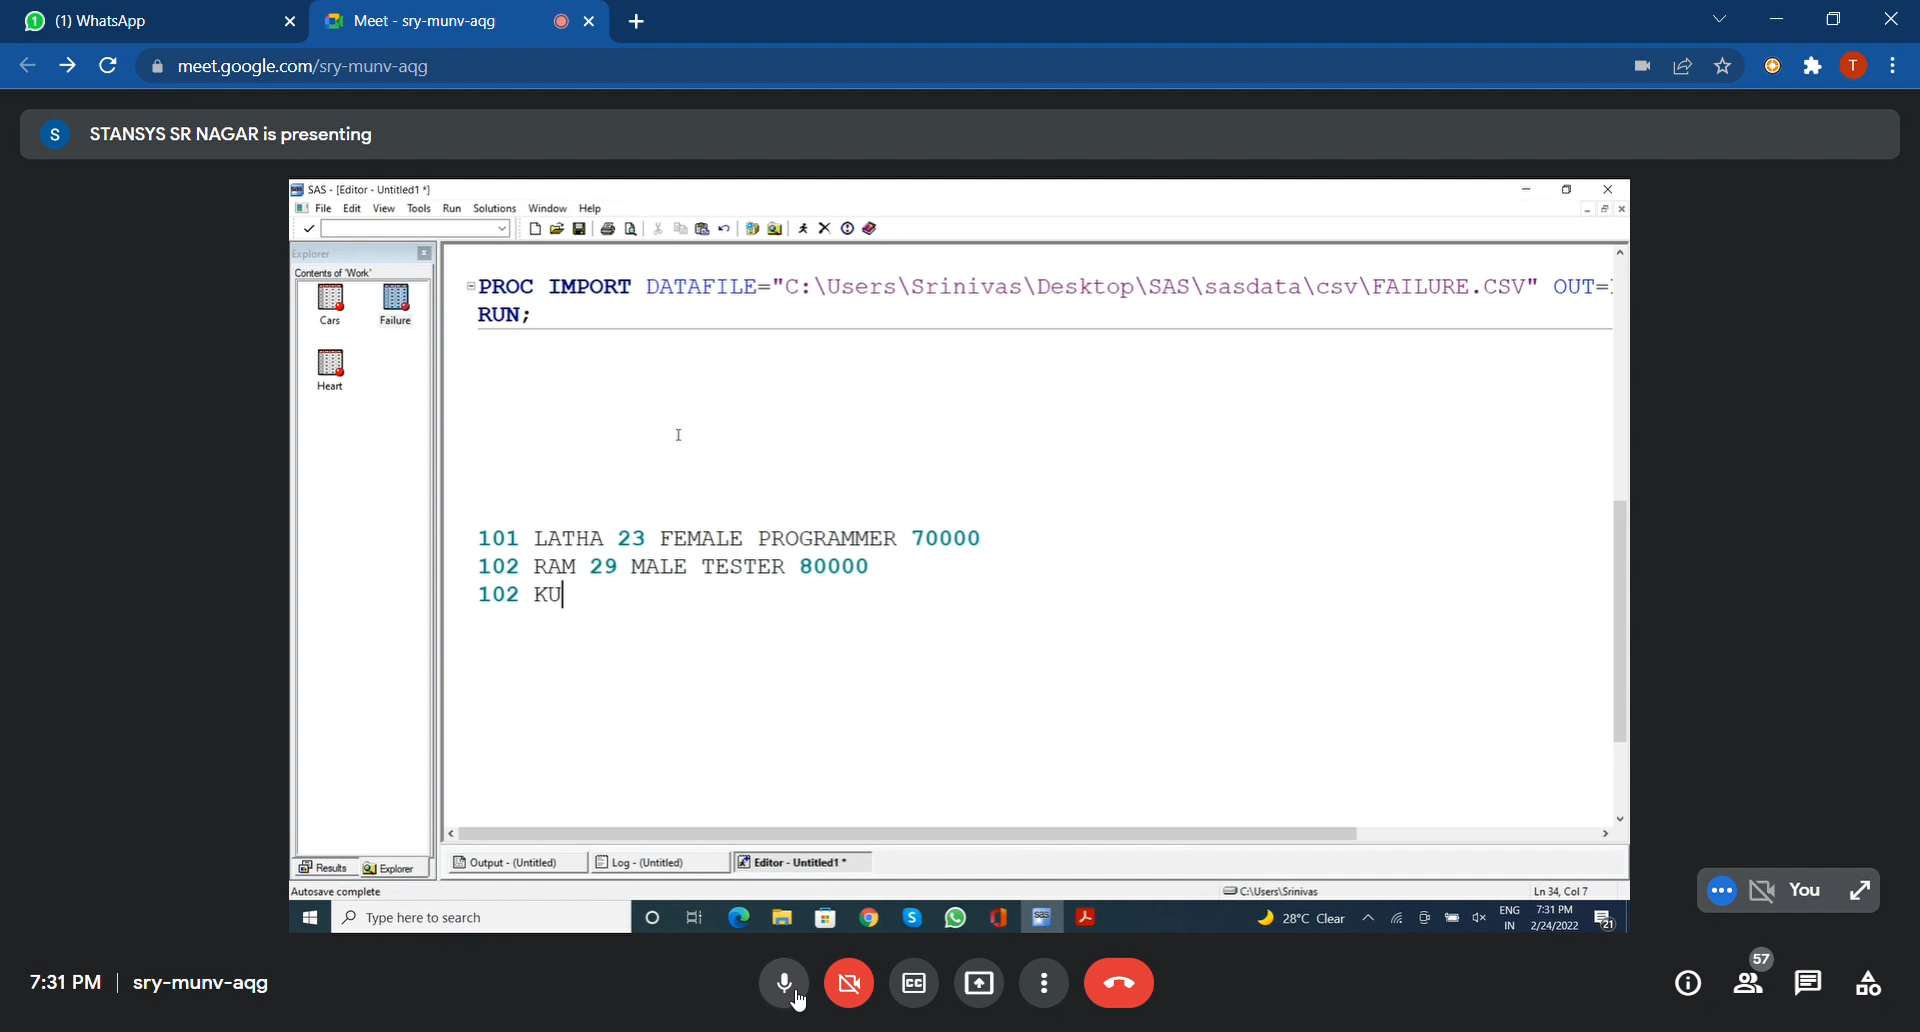 (1) WhatsApp
Meet - sry-munv-aqg
meet.google.com/sry-munv-aqg
T
S
STANSYS SR NAGAR is presenting
SAS - [Editor - Untitled1 *]
File Edit View Tools Run Solutions Window Help
Explorer
Contents of 'Work'
Cars
Failure
Heart
PROC IMPORT DATAFILE="C:\Users\Srinivas\Desktop\SAS\sasdata\csv\FAILURE.CSV" OUT=
RUN;
101 LATHA 23 FEMALE PROGRAMMER 70000
102 RAM 29 MALE TESTER 80000
102 KU
Results
Explorer
Output - (Untitled)
Log - (Untitled)
Editor - Untitled1 *
Autosave complete
C:\Users\Srinivas
Ln 34, Col 7
Type here to search
28°C Clear
ENG
IN
7:31 PM
2/24/2022
21
You
7:31 PM
sry-munv-aqg
CC
57